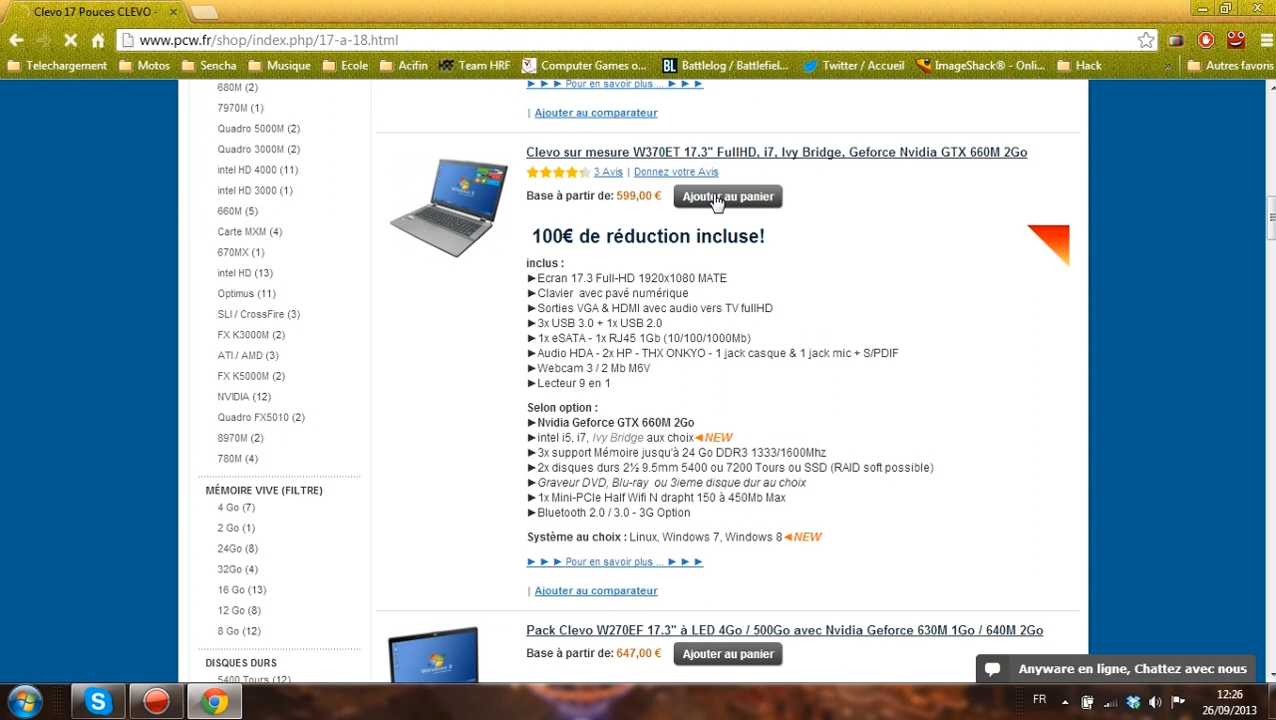 Clevo 17 Pouces CLEVO -
www.pcw.fr/shop/index.php/17-a-18.html
Telechargement Motos Sencha Musique Ecole Acifin Team HRF Computer Games o... Battlelog / Battlefiel... Twitter / Accueil ImageShack® - Onli... Hack » Autres favoris
680M (2)
7970M (1)
Quadro 5000M (2)
Quadro 3000M (2)
intel HD 4000 (11)
intel HD 3000 (1)
660M (5)
Carte MXM (4)
670MX (1)
intel HD (13)
Optimus (11)
SLI / CrossFire (3)
FX K3000M (2)
ATI / AMD (3)
FX K5000M (2)
NVIDIA (12)
Quadro FX5010 (2)
8970M (2)
780M (4)
MÉMOIRE VIVE (FILTRE)
4 Go (7)
2 Go (1)
24Go (8)
32Go (4)
16 Go (13)
12 Go (8)
8 Go (12)
DISQUES DURS
5400 Tours (12)
► ► ► Pour en savoir plus ... ► ► ►
| Ajouter au comparateur
Clevo sur mesure W370ET 17.3" FullHD, i7, Ivy Bridge, Geforce Nvidia GTX 660M 2Go
3 Avis | Donnez votre Avis
Base à partir de: 599,00 € Ajouter au panier
100€ de réduction incluse!
inclus :
►Ecran 17.3 Full-HD 1920x1080 MATE
►Clavier avec pavé numérique
►Sorties VGA & HDMI avec audio vers TV fullHD
►3x USB 3.0 + 1x USB 2.0
►1x eSATA - 1x RJ45 1Gb (10/100/1000Mb)
►Audio HDA - 2x HP - THX ONKYO - 1 jack casque & 1 jack mic + S/PDIF
►Webcam 3 / 2 Mb M6V
►Lecteur 9 en 1
Selon option :
►Nvidia Geforce GTX 660M 2Go
►intel i5, i7, Ivy Bridge aux choix◄NEW
►3x support Mémoire jusqu'à 24 Go DDR3 1333/1600Mhz
►2x disques durs 2½ 9.5mm 5400 ou 7200 Tours ou SSD (RAID soft possible)
►Graveur DVD, Blu-ray ou 3ieme disque dur au choix
►1x Mini-PCIe Half Wifi N drapht 150 à 450Mb Max
►Bluetooth 2.0 / 3.0 - 3G Option
Système au choix : Linux, Windows 7, Windows 8◄NEW
► ► ► Pour en savoir plus ... ► ► ►
| Ajouter au comparateur
Pack Clevo W270EF 17.3" à LED 4Go / 500Go avec Nvidia Geforce 630M 1Go / 640M 2Go
Base à partir de: 647,00 € Ajouter au panier
Anyware en ligne, Chattez avec nous
FR
12:26
26/09/2013